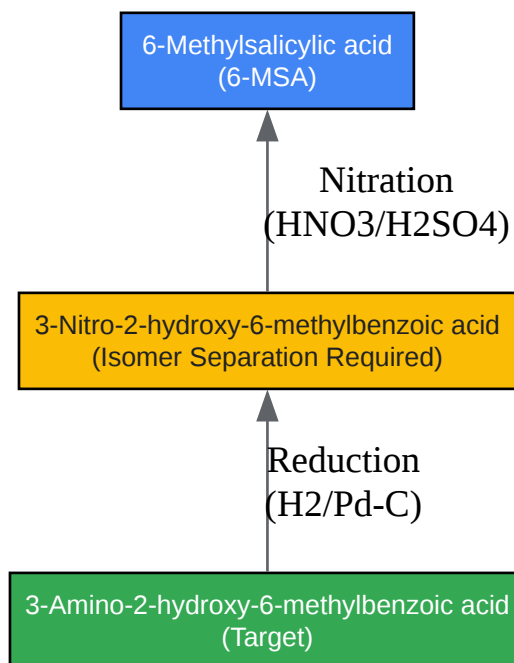 6-Methylsalicylic acid
(6-MSA)
Nitration
(HNO3/H2SO4)
3-Nitro-2-hydroxy-6-methylbenzoic acid
(Isomer Separation Required)
Reduction
(H2/Pd-C)
3-Amino-2-hydroxy-6-methylbenzoic acid
(Target)